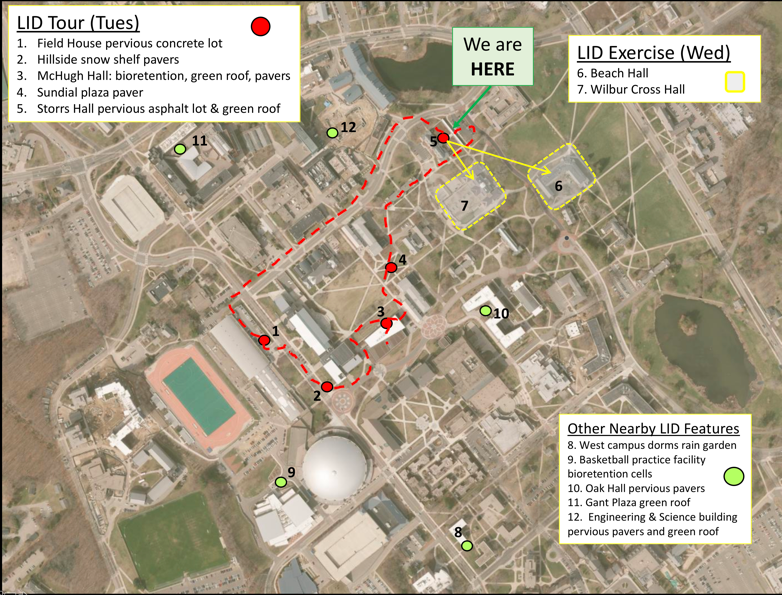 LID Tour (Tues)
1. Field House pervious concrete lot
2. Hillside snow shelf pavers
3. McHugh Hall: bioretention, green roof, pavers
4. Sundial plaza paver
5. Storrs Hall pervious asphalt lot & green roof
We are
HERE
LID Exercise (Wed)
6. Beach Hall
7. Wilbur Cross Hall
11
12
5
6
7
4
3
10
1
2
9
8
Other Nearby LID Features
8. West campus dorms rain garden
9. Basketball practice facility
bioretention cells
10. Oak Hall pervious pavers
11. Gant Plaza green roof
12. Engineering & Science building
pervious pavers and green roof